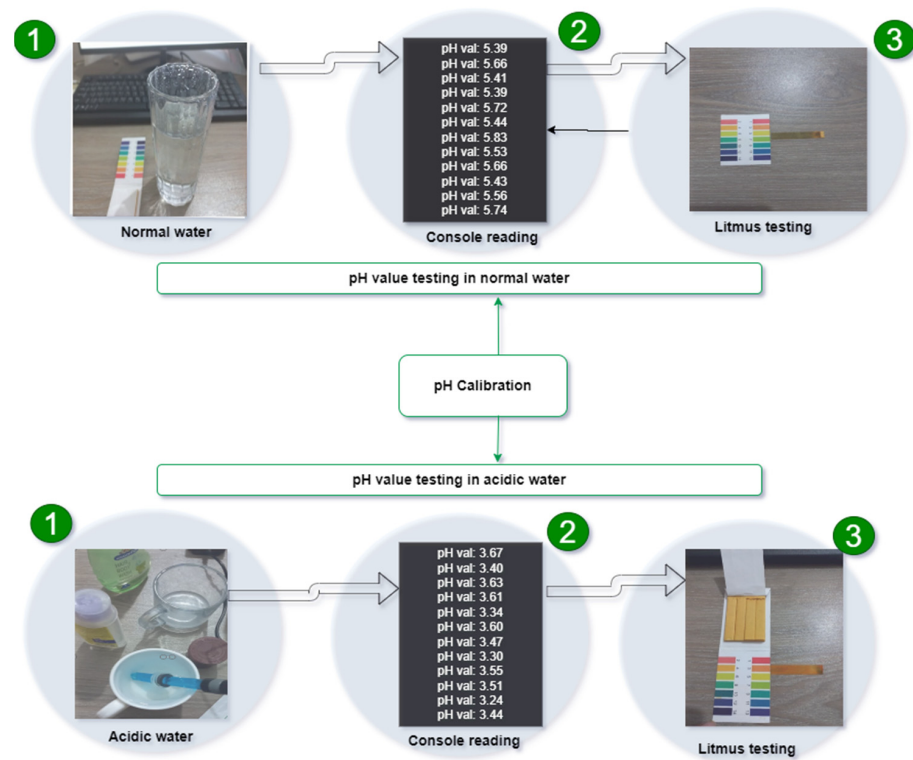 1
2
3
pH val: 5.39
pH val: 5.66
pH val: 5.41
pH val: 5.39
pH val: 5.72
pH val: 5.44
pH val: 5.83
pH val: 5.53
pH val: 5.66
pH val: 5.43
pH val: 5.56
pH val: 5.74
Normal water
Console reading
Litmus testing
pH value testing in normal water
pH Calibration
pH value testing in acidic water
1
2
3
pH val: 3.67
pH val: 3.40
pH val: 3.63
pH val: 3.61
pH val: 3.34
pH val: 3.60
pH val: 3.47
pH val: 3.30
pH val: 3.55
pH val: 3.51
pH val: 3.24
pH val: 3.44
Acidic water
Console reading
Litmus testing